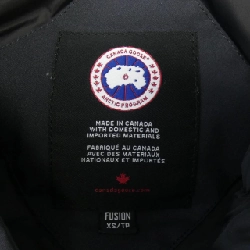 CANADA GOOSE
ARCTIC PROGRAM
MADE IN CANADA
WITH DOMESTIC AND
IMPORTED MATERIALS
FABRIQUÉ AU CANADA
AVEC DES MATÉRIAUX
NATIONAUX ET IMPORTÉS
FUSION
XS/TP